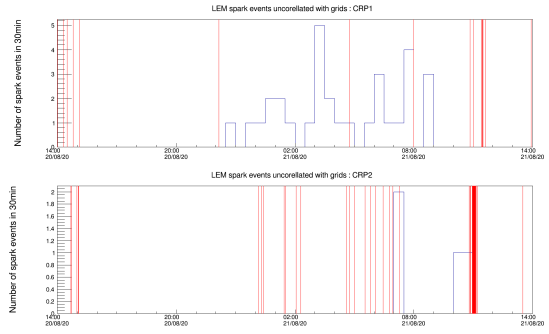 LEM spark events uncorellated with grids : CRP1
Number of spark events in 30min
5
4
3
2
1
0
14:00 20:00 02:00 08:00 14:00
20/08/20 20/08/20 21/08/20 21/08/20 21/08/20
LEM spark events uncorellated with grids : CRP2
Number of spark events in 30min
2
1.8
1.6
1.4
1.2
1
0.8
0.6
0.4
0.2
0
14:00 20:00 02:00 08:00 14:00
20/08/20 20/08/20 21/08/20 21/08/20 21/08/20